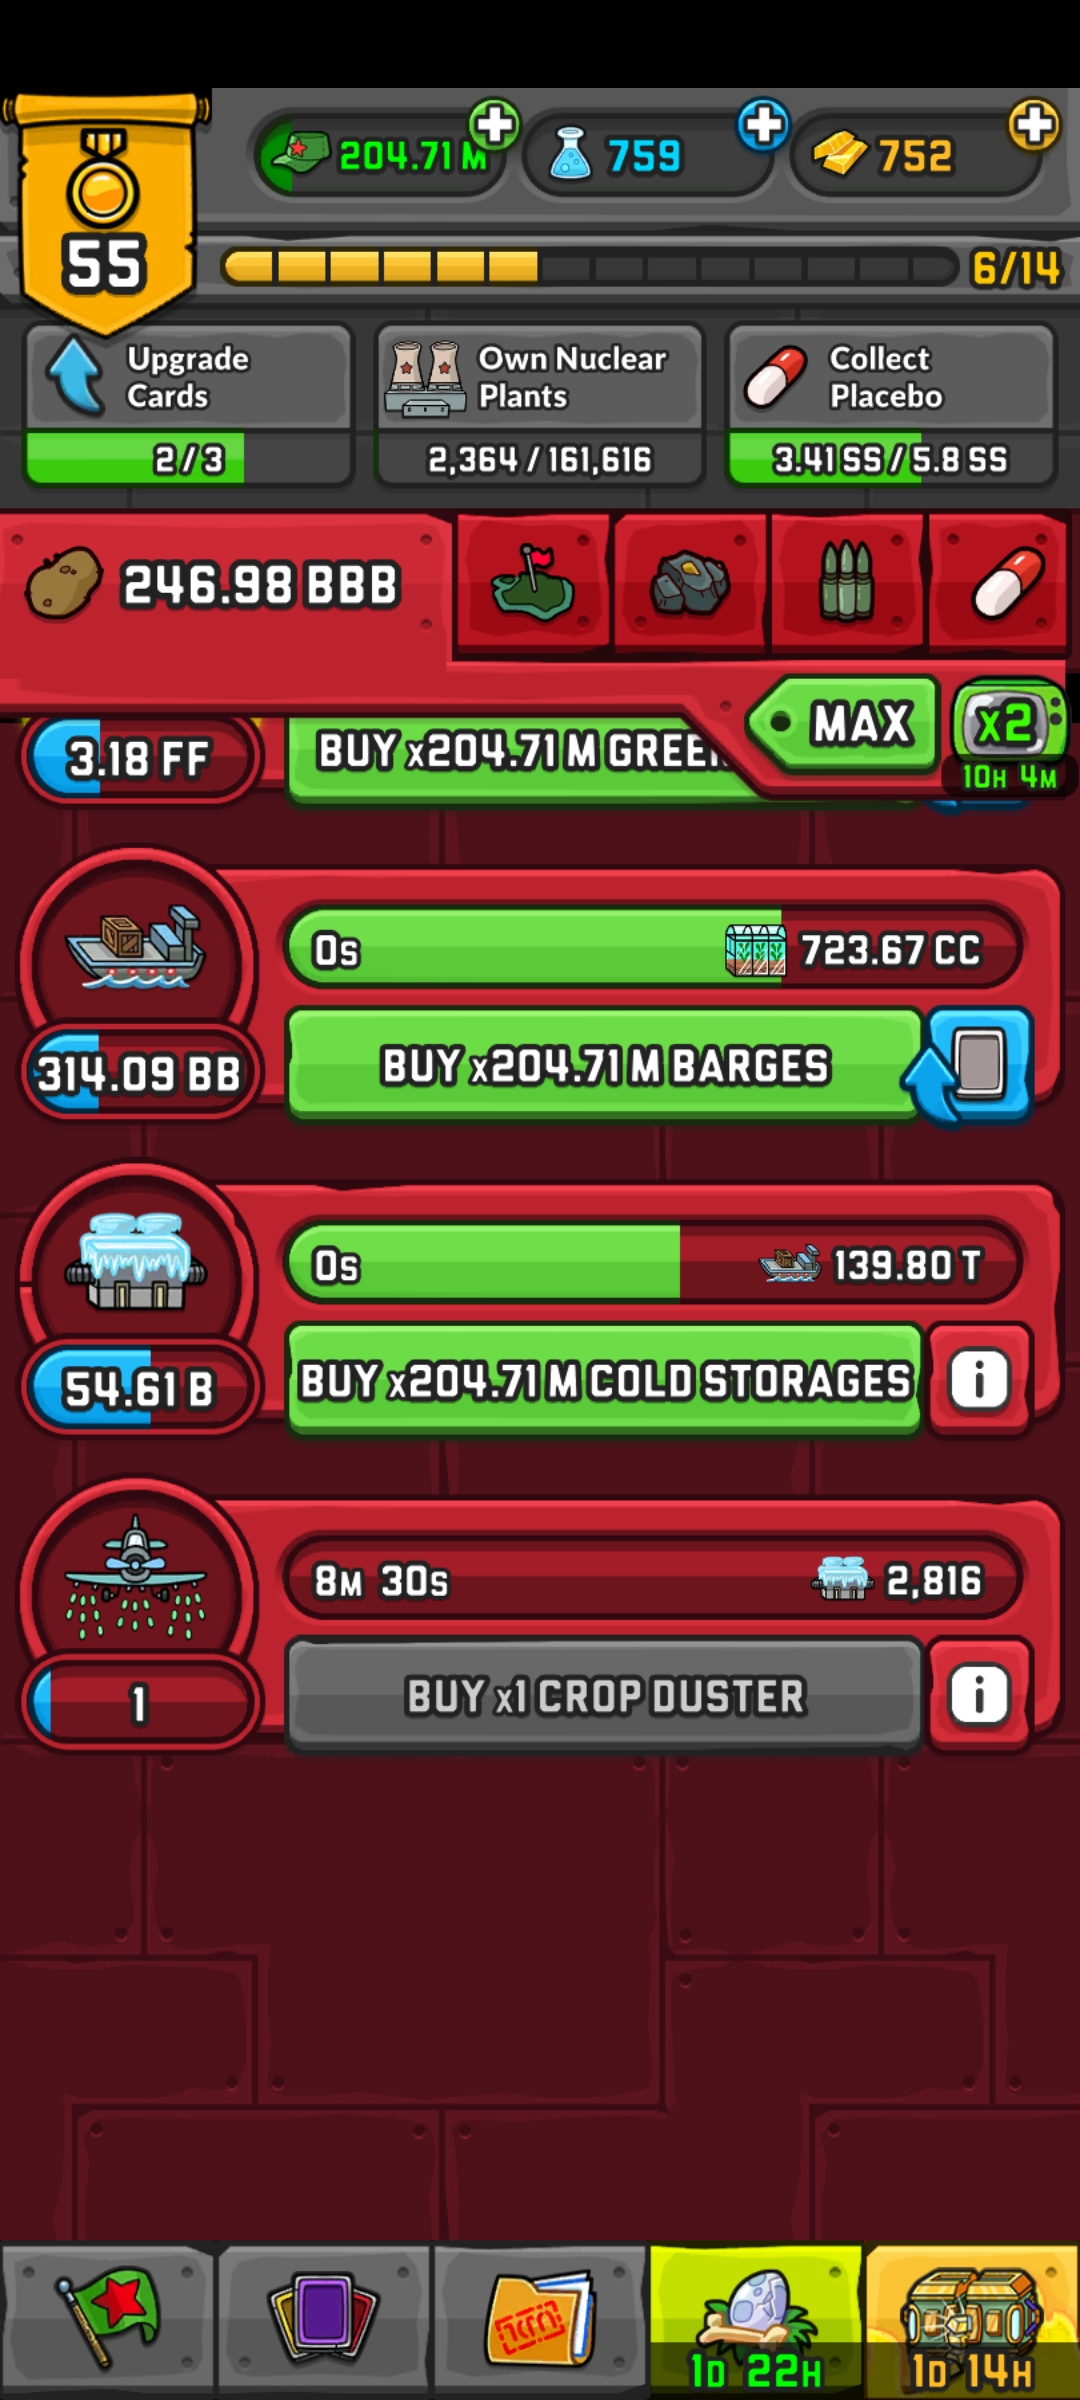 204.71 M
759
752
55
6/14
Upgrade
Cards
Own Nuclear
Plants
Collect
Placebo
2/3
2,364/161,616
3.41 SS/5.8 SS
246.98 BBB
MAX
x2
10H 4M
3.18 FF
BUY x204.71 M GREE
0s
723.67 CC
314.09 BB
BUY x204.71 M BARGES
0s
139.80 T
54.61 B
BUY x204.71 M COLD STORAGES
i
8M 30s
2,816
1
BUY x1 CROP DUSTER
i
1D 22H
1D 14H